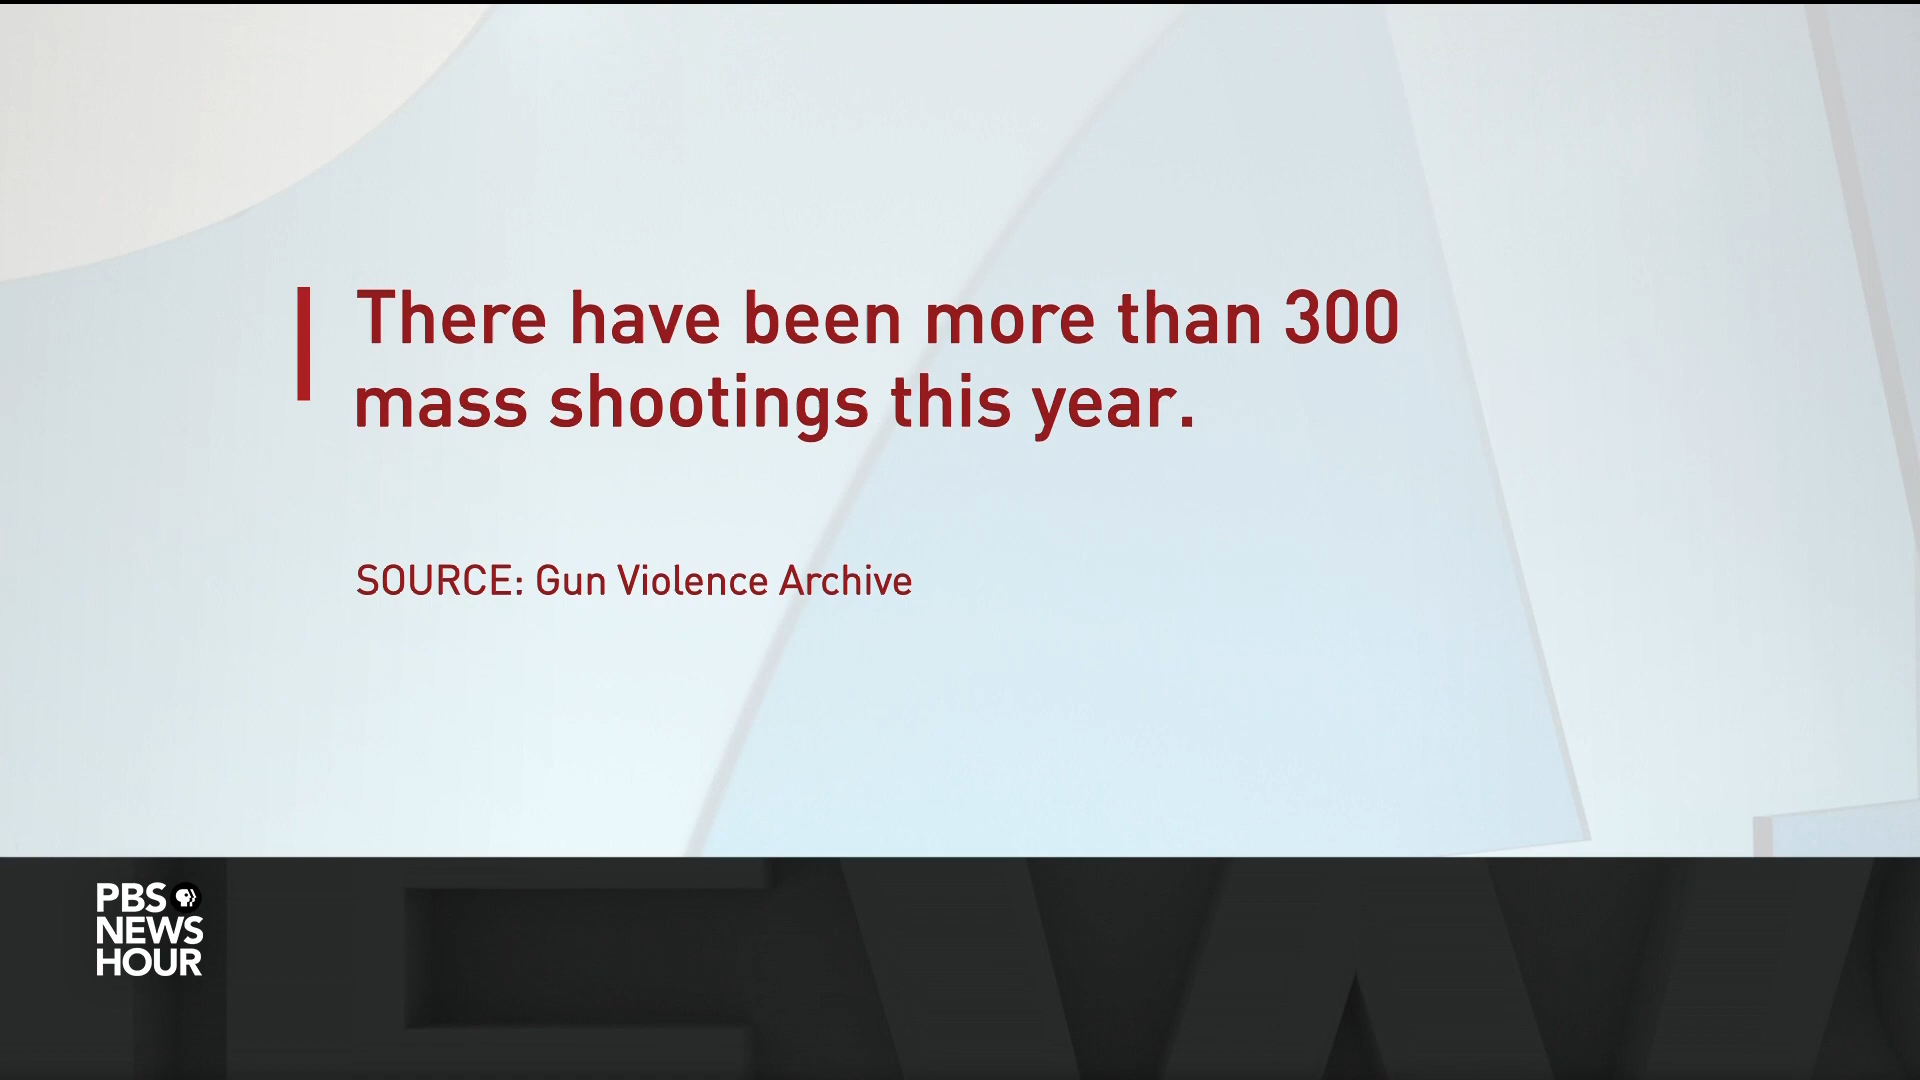 There have been more than 300
mass shootings this year.
SOURCE: Gun Violence Archive
PBS
NEWS
HOUR